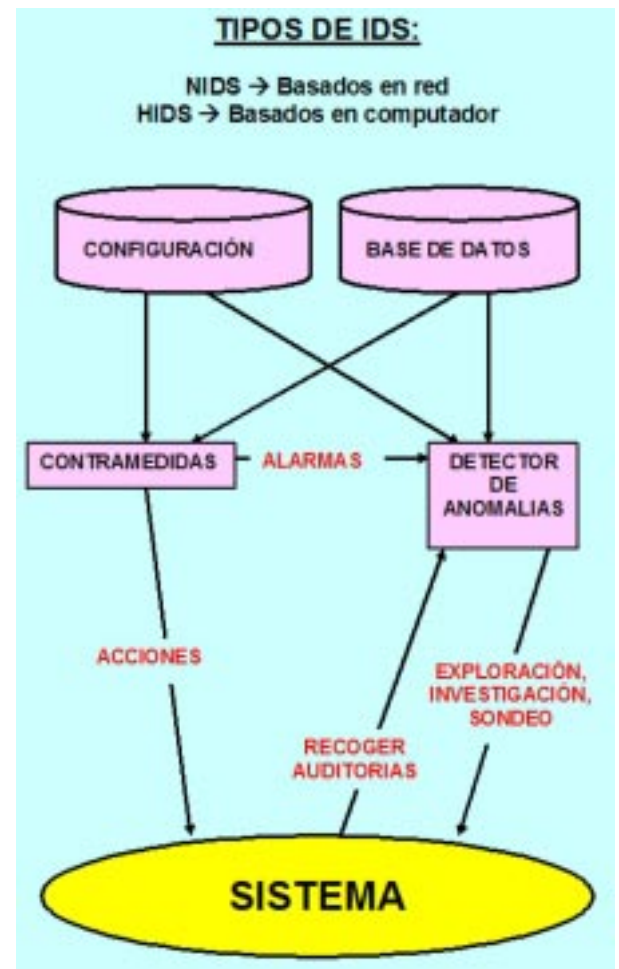 TIPOS DE IDS:
NIDS → Basados en red
HIDS → Basados en computador
CONFIGURACIÓN
BASE DE DATOS
CONTRAMEDIDAS
ALARMAS
DETECTOR
DE
ANOMALIAS
ACCIONES
EXPLORACIÓN,
INVESTIGACIÓN,
SONDEO
RECOGER
AUDITORIAS
SISTEMA